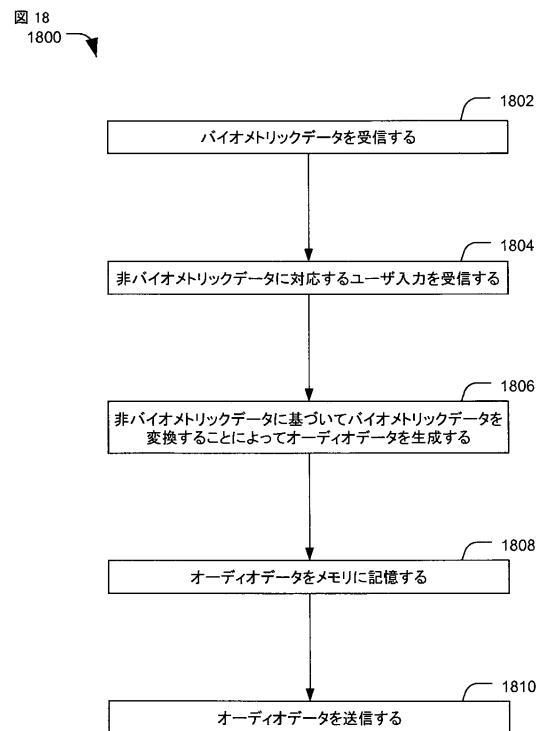 図 18
1800
1802
バイオメトリックデータを受信する
1804
非バイオメトリックデータに対応するユーザ入力を受信する
1806
非バイオメトリックデータに基づいてバイオメトリックデータを
変換することによってオーディオデータを生成する
1808
オーディオデータをメモリに記憶する
1810
オーディオデータを送信する